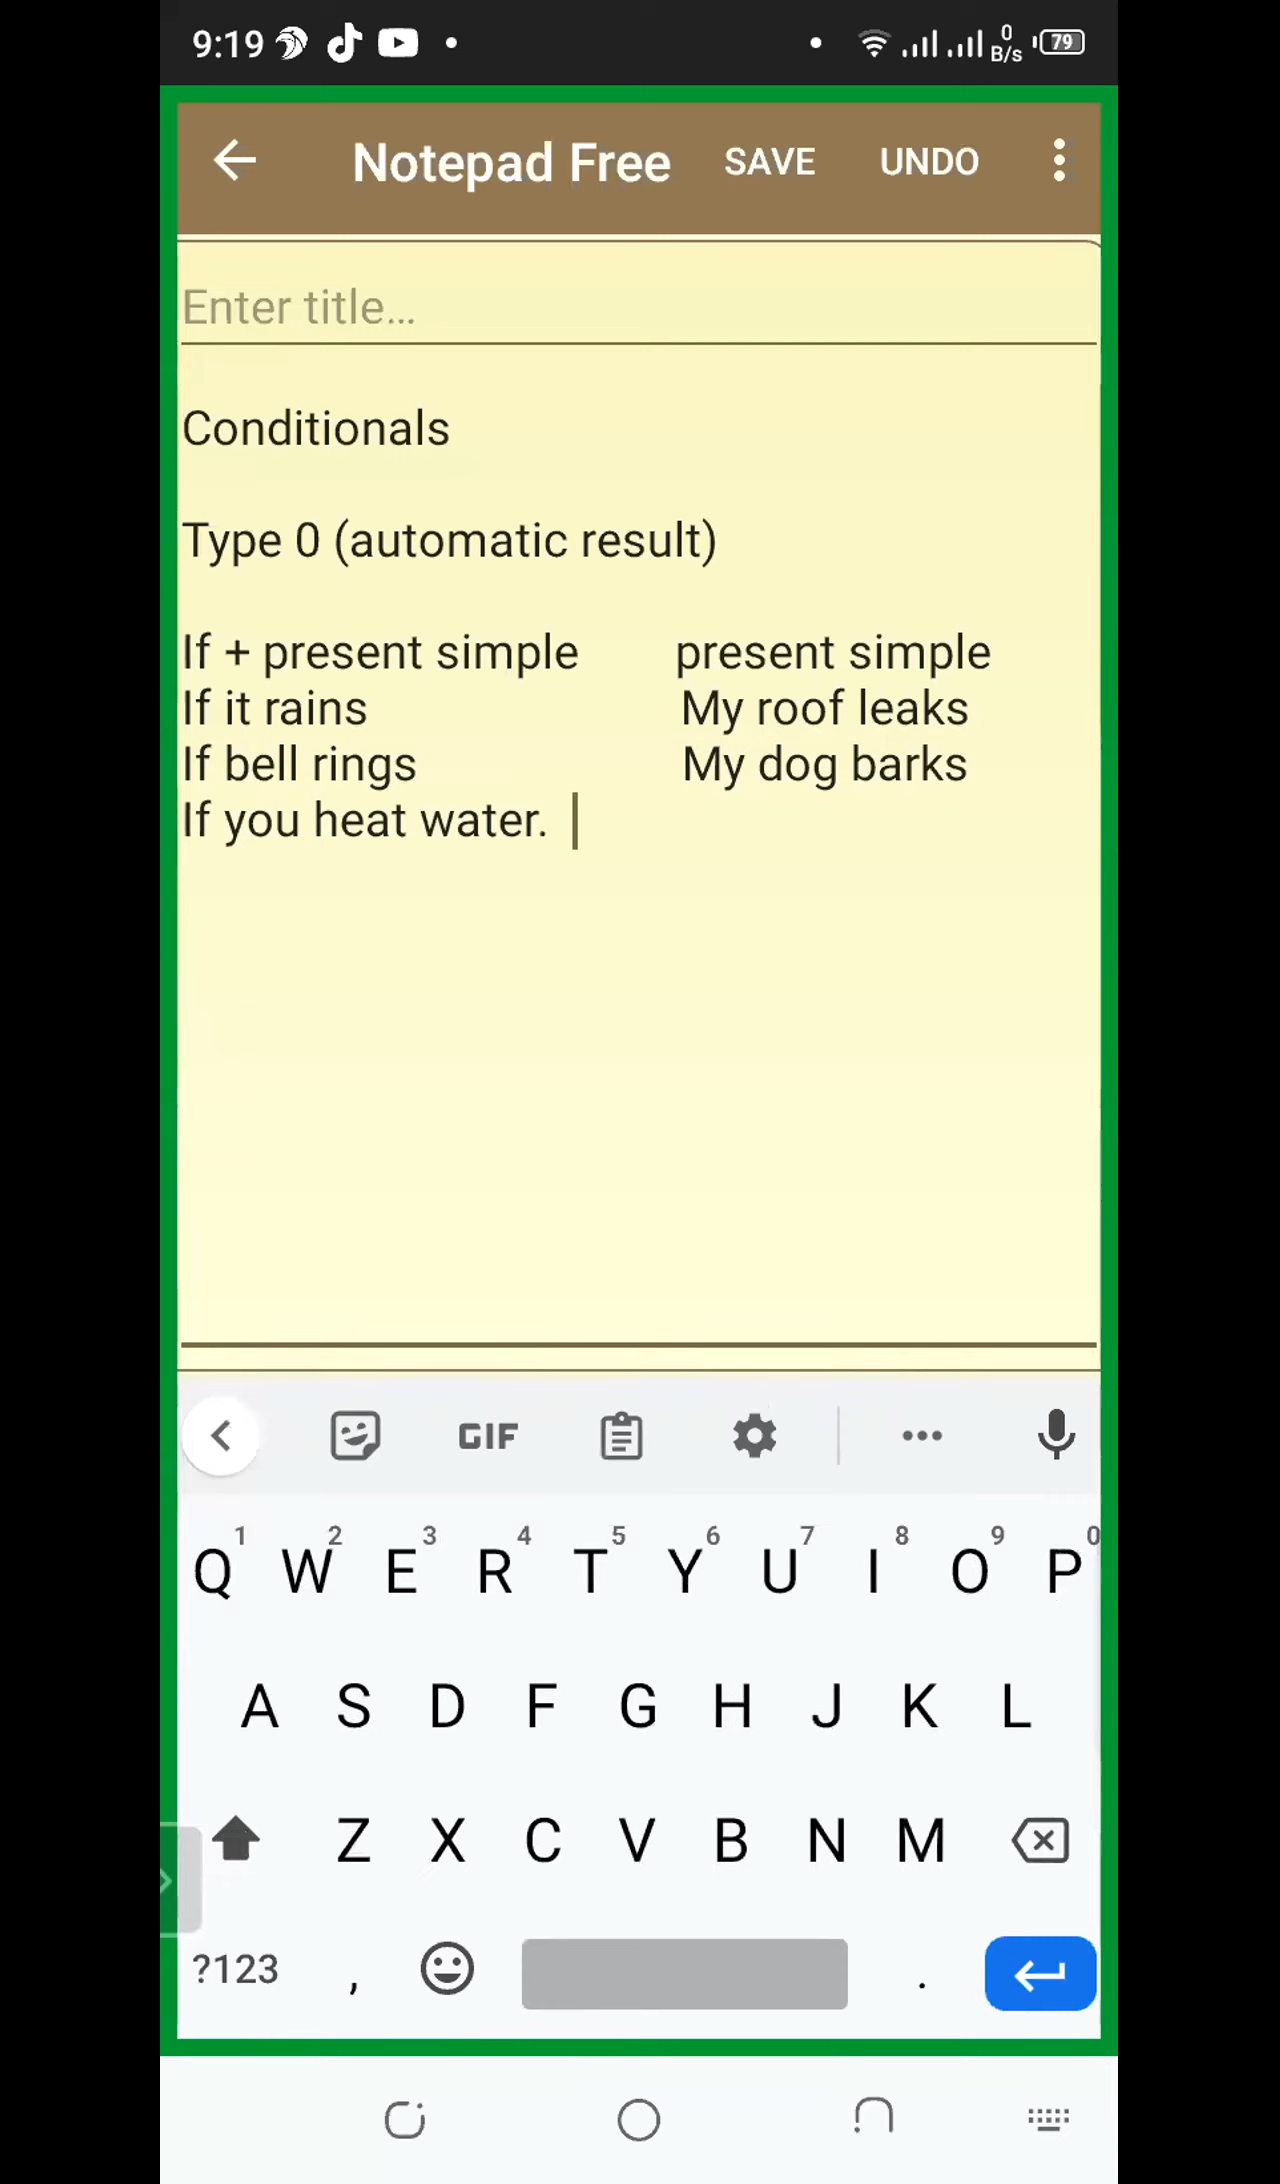 9:19 0 B/s 79
Notepad Free SAVE UNDO
Enter title...
Conditionals
Type 0 (automatic result)
If + present simple present simple
If it rains My roof leaks
If bell rings My dog barks
If you heat water.
GIF
1 2 3 4 5 6 7 8 9 0
Q W E R T Y U I O P
A S D F G H J K L
Z X C V B N M
?123 , .